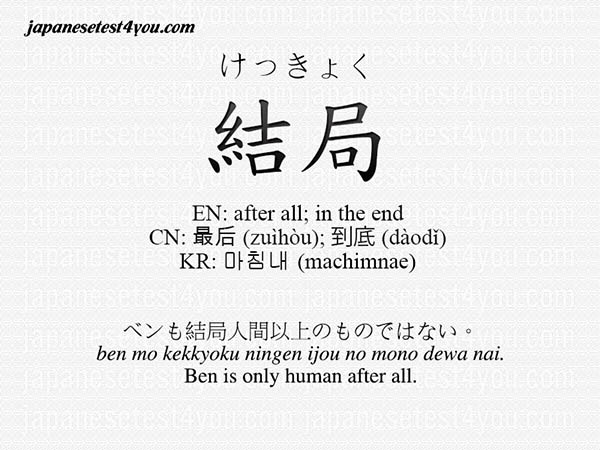 japanesetest4you.com
けっきょく
結局
EN: after all; in the end
CN: 最后 (zuìhòu); 到底 (dàodǐ)
KR: 마침내 (machimnae)
ベンも結局人間以上のものではない。
ben mo kekkyoku ningen ijou no mono dewa nai.
Ben is only human after all.